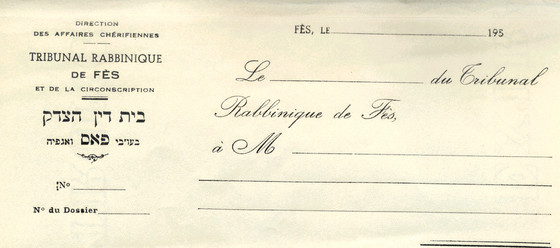 DIRECTION
DES AFFAIRES CHÉRIFIENNES
TRIBUNAL RABBINIQUE
DE FÈS
ET DE LA CIRCONSCRIPTION
בית דין הצדק
בעה״ק פאס ואגפיה
Nº
Nº du Dossier
FÈS, LE 195
Le du Tribunal
Rabbinique de Fès,
à M